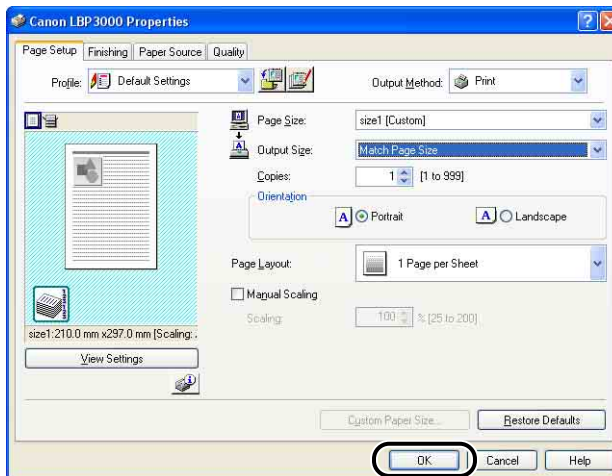 Canon LBP3000 Properties
Page Setup Finishing Paper Source Quality
Profile: Default Settings Output Method: Print
Page Size: size1 [Custom]
Output Size: Match Page Size
Copies: 1 [1 to 999]
Orientation
A Portrait A Landscape
Page Layout: 1 Page per Sheet
Manual Scaling
Scaling: 100 % [25 to 200]
size1:210.0 mm x297.0 mm [Scaling: .
View Settings
Custom Paper Size... Restore Defaults
OK Cancel Help